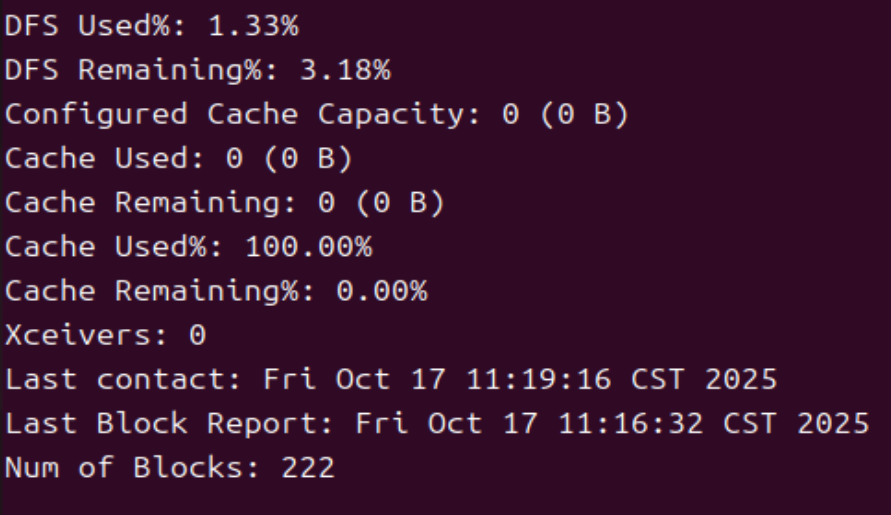 DFS Used%: 1.33%
DFS Remaining%: 3.18%
Configured Cache Capacity: 0 (0 B)
Cache Used: 0 (0 B)
Cache Remaining: 0 (0 B)
Cache Used%: 100.00%
Cache Remaining%: 0.00%
Xceivers: 0
Last contact: Fri Oct 17 11:19:16 CST 2025
Last Block Report: Fri Oct 17 11:16:32 CST 2025
Num of Blocks: 222